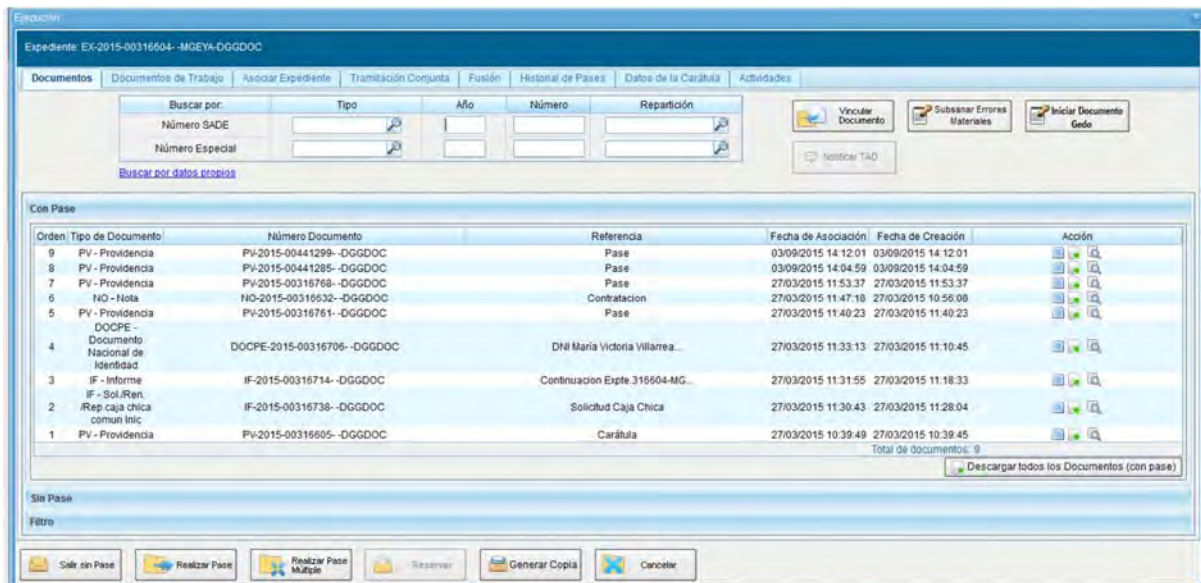 Ejecución
Expediente: EX-2015-00316604- -MGEYA-DGGDOC
Documentos Documentos de Trabajo Asociar Expediente Tramitación Conjunta Fusión Historial de Pases Datos de la Carátula Actividades
Buscar por: Tipo Año Número Repartición
Número SADE
Número Especial
Buscar por datos propios
Vincular Documento
Subsanar Errores Materiales
Iniciar Documento Gedo
Notificar TAD
Con Pase
Orden Tipo de Documento Número Documento Referencia Fecha de Asociación Fecha de Creación Acción
9 PV - Providencia PV-2015-00441299- -DGGDOC Pase 03/09/2015 14:12:01 03/09/2015 14:12:01
8 PV - Providencia PV-2015-00441285- -DGGDOC Pase 03/09/2015 14:04:59 03/09/2015 14:04:59
7 PV - Providencia PV-2015-00316768- -DGGDOC Pase 27/03/2015 11:53:37 27/03/2015 11:53:37
6 NO - Nota NO-2015-00316632- -DGGDOC Contratacion 27/03/2015 11:47:18 27/03/2015 10:56:08
5 PV - Providencia PV-2015-00316761- -DGGDOC Pase 27/03/2015 11:40:23 27/03/2015 11:40:23
4 DOCPE - Documento Nacional de Identidad DOCPE-2015-00316706- -DGGDOC DNI María Victoria Villarrea... 27/03/2015 11:33:13 27/03/2015 11:10:45
3 IF - Informe IF-2015-00316714- -DGGDOC Continuacion Expte.316604-MG... 27/03/2015 11:31:55 27/03/2015 11:18:33
2 IF - Sol./Ren. /Rep.caja chica comun Inic IF-2015-00316738- -DGGDOC Solicitud Caja Chica 27/03/2015 11:30:43 27/03/2015 11:28:04
1 PV - Providencia PV-2015-00316605- -DGGDOC Carátula 27/03/2015 10:39:49 27/03/2015 10:39:45
Total de documentos: 9
Descargar todos los Documentos (con pase)
Sin Pase
Filtro
Salir sin Pase Realizar Pase Realizar Pase Múltiple Reservar Generar Copia Cancelar